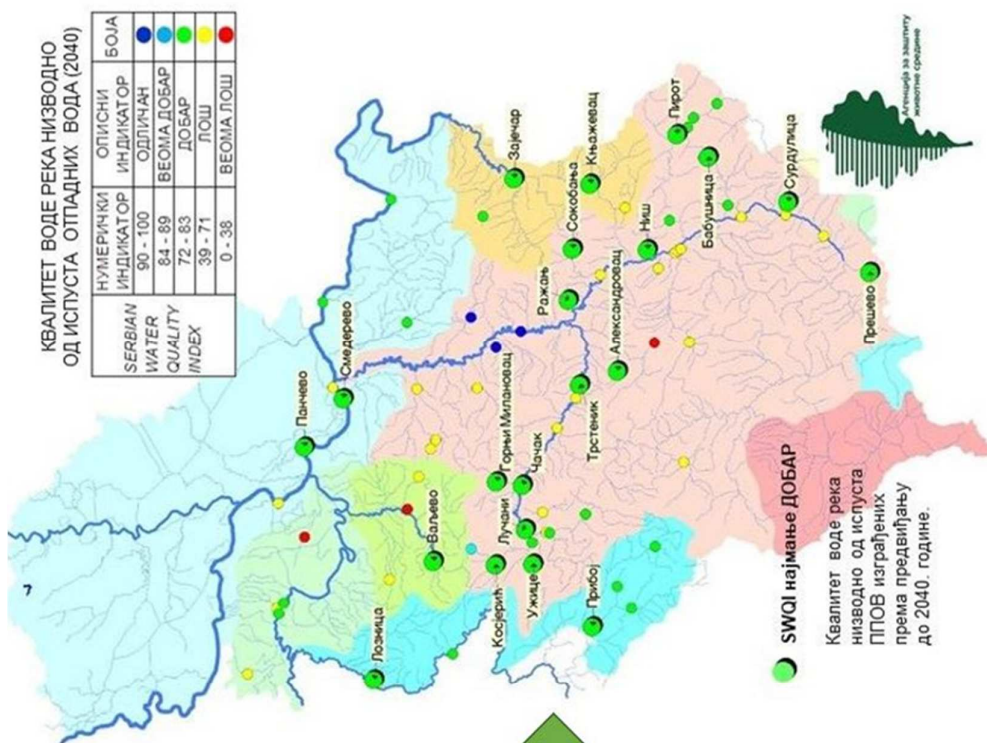 КВАЛИТЕТ ВОДЕ РЕКА НИЗВОДНО
ОД ИСПУСТА ОТПАДНИХ ВОДА (2040)
SERBIAN
WATER
QUALITY
INDEX
НУМЕРИЧКИ
ИНДИКАТОР
ОПИСНИ
ИНДИКАТОР
БОЈА
90 - 100 ОДЛИЧАН
84 - 89 ВЕОМА ДОБАР
72 - 83 ДОБАР
39 - 71 ЛОШ
0 - 38 ВЕОМА ЛОШ
Панчево
Смедерево
Лозница
Ваљево
Косјерић
Ужице
Лучани
Чачак
Горњи Милановац
Прибој
Трстеник
Александровац
Ражањ
Сокобања
Зајечар
Књажевац
Ниш
Пирот
Бабушница
Сурдулица
Прешево
SWQI најмање ДОБАР
Квалитет воде река
низводно од испуста
ППОВ изграђених
према предвиђању
до 2040. године.
Агенција за заштиту
животне средине